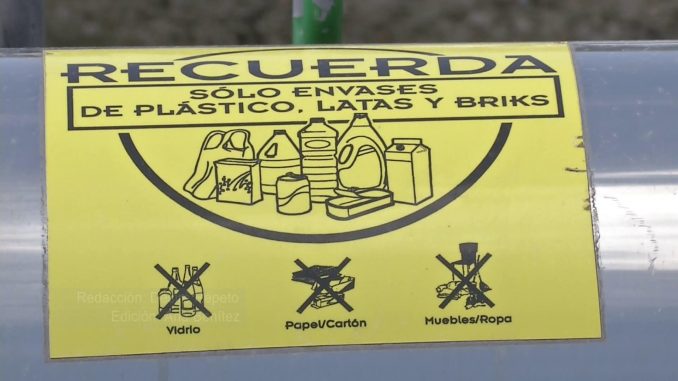 RECUERDA
SÓLO ENVASES
DE PLÁSTICO, LATAS Y BRIKS
Vidrio
Papel/Cartón
Muebles/Ropa
Redacción:
Edición: